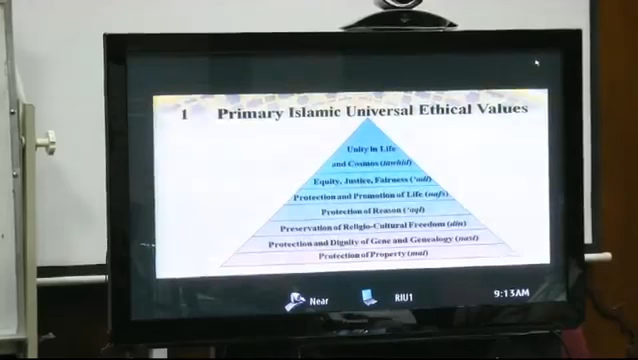 1 Primary Islamic Universal Ethical Values
Unity in Life
and Cosmos (tawhid)
Equity, Justice, Fairness ('adl)
Protection and Promotion of Life (nafs)
Protection of Reason ('aql)
Preservation of Religio-Cultural Freedom (din)
Protection and Dignity of Gene and Genealogy (nasl)
Protection of Property (mal)
Near RIU1 9:13AM